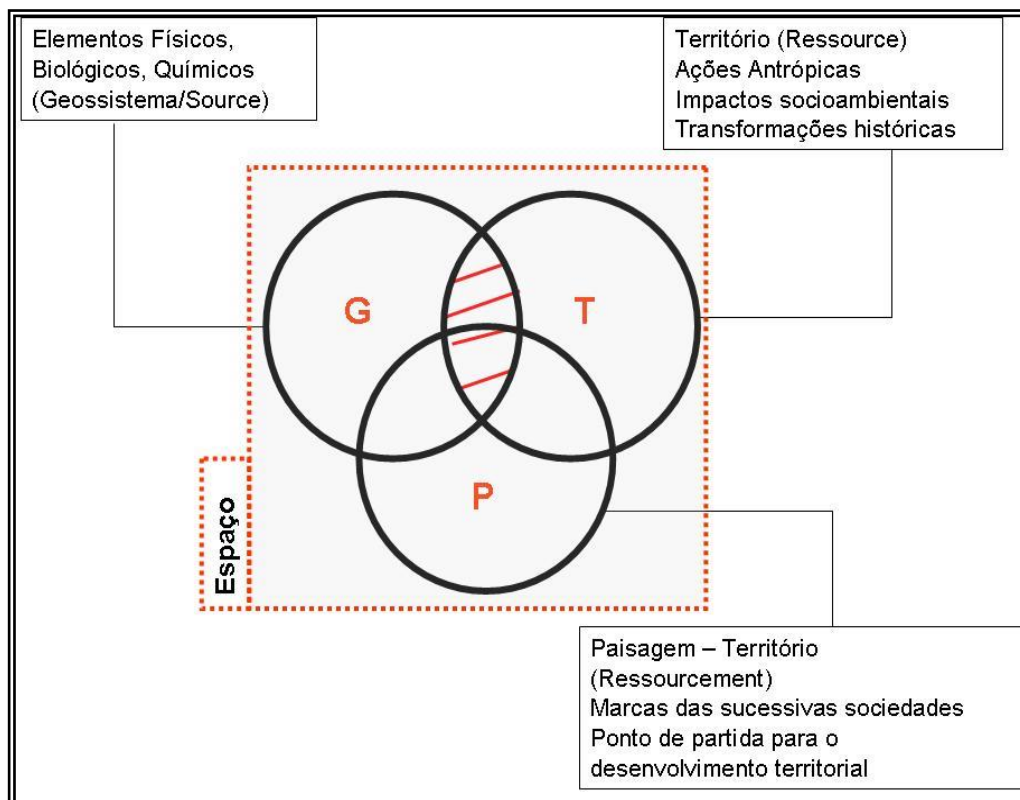 Elementos Físicos,
Biológicos, Químicos
(Geossistema/Source)
Território (Ressource)
Ações Antrópicas
Impactos socioambientais
Transformações históricas
G
T
P
Espaço
Paisagem – Território
(Ressourcement)
Marcas das sucessivas sociedades
Ponto de partida para o
desenvolvimento territorial